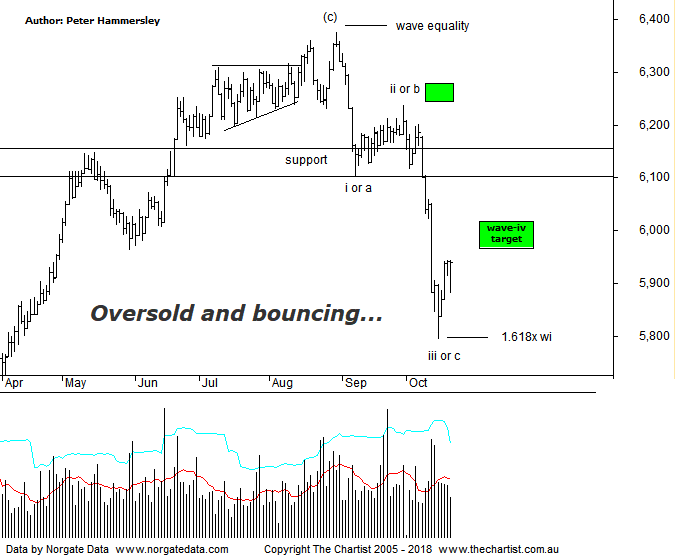 Author: Peter Hammersley
(c)
wave equality
6,400
6,300
ii or b
6,200
support
6,100
i or a
wave-iv
target
6,000
5,900
Oversold and bouncing...
5,800
1.618x wi
iii or c
Apr May Jun Jul Aug Sep Oct
Data by Norgate Data www.norgatedata.com Copyright The Chartist 2005 - 2018 www.thechartist.com.au